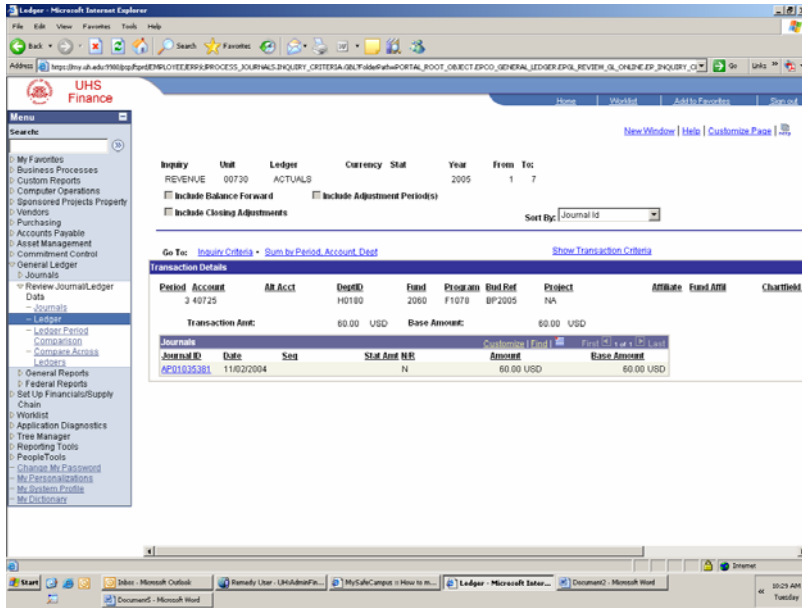 Ledger - Microsoft Internet Explorer
File Edit View Favorites Tools Help
Back Search Favorites
Address Go Links
UHS
Finance
Home Worklist Add to Favorites Sign out
Menu
New Window | Help | Customize Page |
Search:
My Favorites
Business Processes
Custom Reports
Computer Operations
Sponsored Projects Property
Vendors
Purchasing
Accounts Payable
Asset Management
Commitment Control
General Ledger
Journals
Review Journal/Ledger
Data
Journals
Ledger
Ledger Period
Comparison
Compare Across
Ledgers
General Reports
Federal Reports
Set Up Financials/Supply
Chain
Worklist
Application Diagnostics
Tree Manager
Reporting Tools
PeopleTools
Change My Password
My Personalizations
My System Profile
My Dictionary
Inquiry Unit Ledger Currency Stat Year From To:
REVENUE 00730 ACTUALS 2005 1 7
Include Balance Forward Include Adjustment Period(s)
Include Closing Adjustments
Sort By: Journal Id
Go To: Inquiry Criteria Sum by Period, Account, Dept Show Transaction Criteria
Transaction Details
Period Account Alt Acct DeptID Fund Program Bud Ref Project Affiliate Fund Affil Chartfield
3 40725 H0180 2060 F1078 BP2005 NA
Transaction Amt: 60.00 USD Base Amount: 60.00 USD
Journals Customize | Find | First 1 of 1 Last
Journal ID Date Seq Stat Amt N/R Amount Base Amount
AP01035381 11/02/2004 N 60.00 USD 60.00 USD
Internet
Start Inbox - Microsoft Outlook Remedy User - UHSAdminFin... MySafeCampus :: How to m... Ledger - Microsoft Inter... Document2 - Microsoft Word 10:29 AM
Document5 - Microsoft Word Tuesday